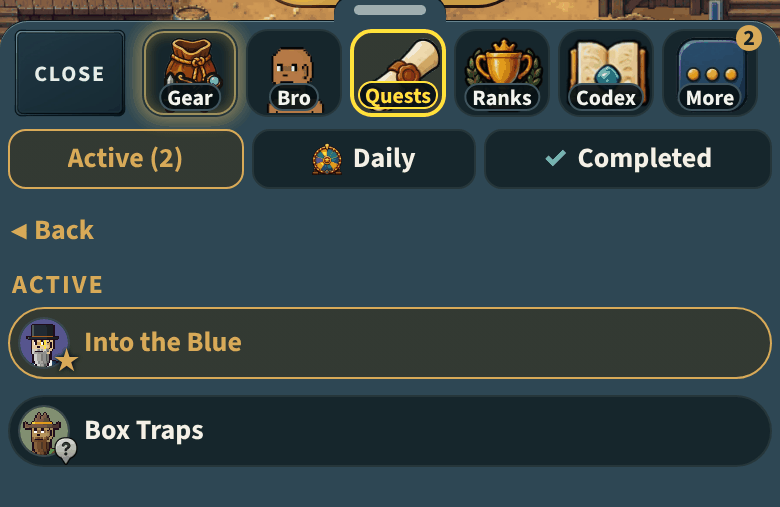 CLOSE
Gear
Bro
Quests
Ranks
Codex
2
More
Active (2)
Daily
✓ Completed
◀ Back
ACTIVE
Into the Blue
?
Box Traps